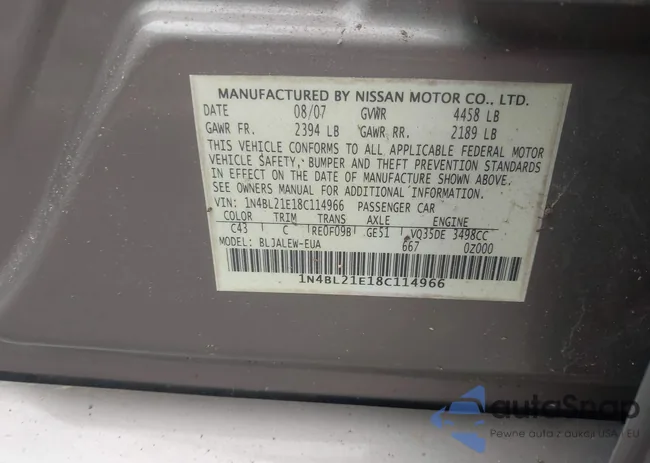 MANUFACTURED BY NISSAN MOTOR CO., LTD.
DATE 08/07 GVWR 4458 LB
GAWR FR. 2394 LB GAWR RR. 2189 LB
THIS VEHICLE CONFORMS TO ALL APPLICABLE FEDERAL MOTOR
VEHICLE SAFETY, BUMPER AND THEFT PREVENTION STANDARDS
IN EFFECT ON THE DATE OF MANUFACTURE SHOWN ABOVE.
SEE OWNERS MANUAL FOR ADDITIONAL INFORMATION.
VIN: 1N4BL21E18C114966 PASSENGER CAR
COLOR TRIM TRANS AXLE ENGINE
C43 C RE0F09B GE51 VQ35DE 3498CC
MODEL: BLJALEW-EUA 667 0Z000
1N4BL21E18C114966
autoSnap
Pewne auta z aukcji USA - EU